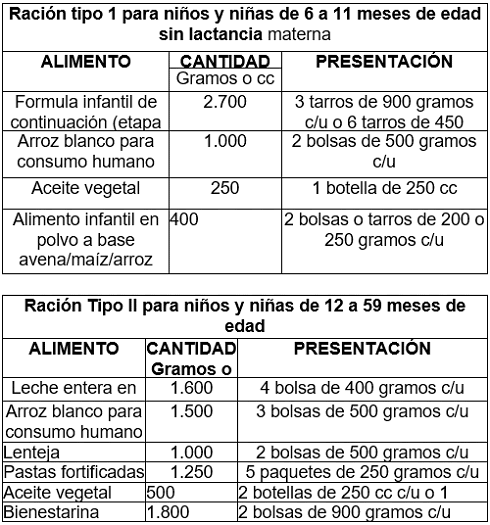 Ración tipo 1 para niños y niñas de 6 a 11 meses de edad
sin lactancia materna
ALIMENTO CANTIDAD PRESENTACIÓN
Gramos o cc
Formula infantil de 2.700 3 tarros de 900 gramos
continuación (etapa c/u o 6 tarros de 450
Arroz blanco para 1.000 2 bolsas de 500 gramos
consumo humano c/u
Aceite vegetal 250 1 botella de 250 cc
Alimento infantil en 400 2 bolsas o tarros de 200 o
polvo a base 250 gramos c/u
avena/maíz/arroz
Ración Tipo II para niños y niñas de 12 a 59 meses de
edad
ALIMENTO CANTIDAD PRESENTACIÓN
Gramos o
Leche entera en 1.600 4 bolsa de 400 gramos c/u
Arroz blanco para 1.500 3 bolsas de 500 gramos c/u
consumo humano
Lenteja 1.000 2 bolsas de 500 gramos c/u
Pastas fortificadas 1.250 5 paquetes de 250 gramos c/u
Aceite vegetal 500 2 botellas de 250 cc c/u o 1
Bienestarina 1.800 2 bolsas de 900 gramos c/u